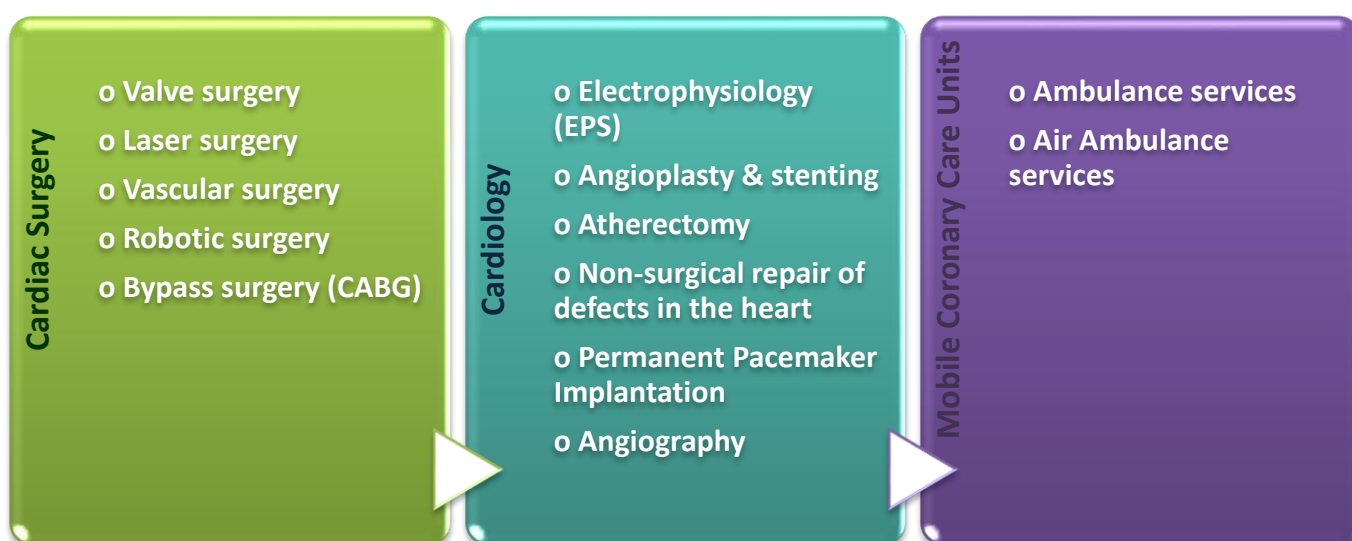 Cardiac Surgery
o Valve surgery
o Laser surgery
o Vascular surgery
o Robotic surgery
o Bypass surgery (CABG)
Cardiology
o Electrophysiology
(EPS)
o Angioplasty & stenting
o Atherectomy
o Non-surgical repair of
defects in the heart
o Permanent Pacemaker
Implantation
o Angiography
Mobile Coronary Care Units
o Ambulance services
o Air Ambulance
services